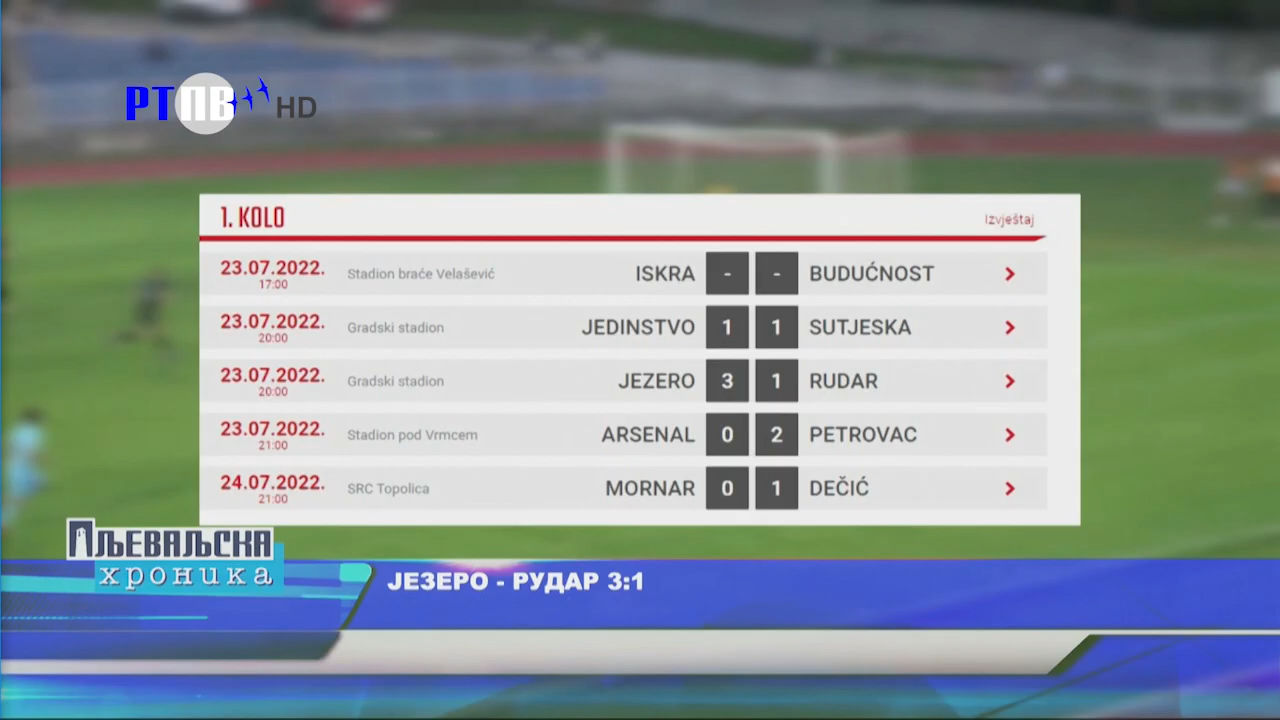 РТ ПВ HD
1. KOLO Izvještaj
23.07.2022. Stadion braće Velašević ISKRA - - BUDUĆNOST
17:00
23.07.2022. Gradski stadion JEDINSTVO 1 1 SUTJESKA
20:00
23.07.2022. Gradski stadion JEZERO 3 1 RUDAR
20:00
23.07.2022. Stadion pod Vrmcem ARSENAL 0 2 PETROVAC
21:00
24.07.2022. SRC Topolica MORNAR 0 1 DEČIĆ
21:00
ПЉЕВАЉСКА
хроника
ЈЕЗЕРО - РУДАР 3:1